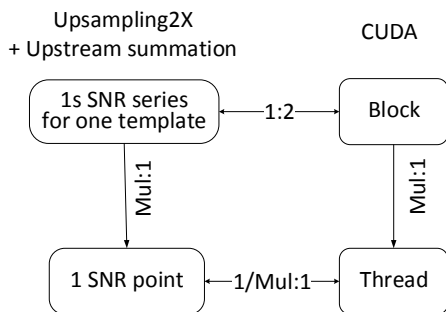 Upsampling2X
+ Upstream summation
CUDA
1s SNR series
for one template
1:2
Block
Mul:1
Mul:1
1 SNR point
1/Mul:1
Thread